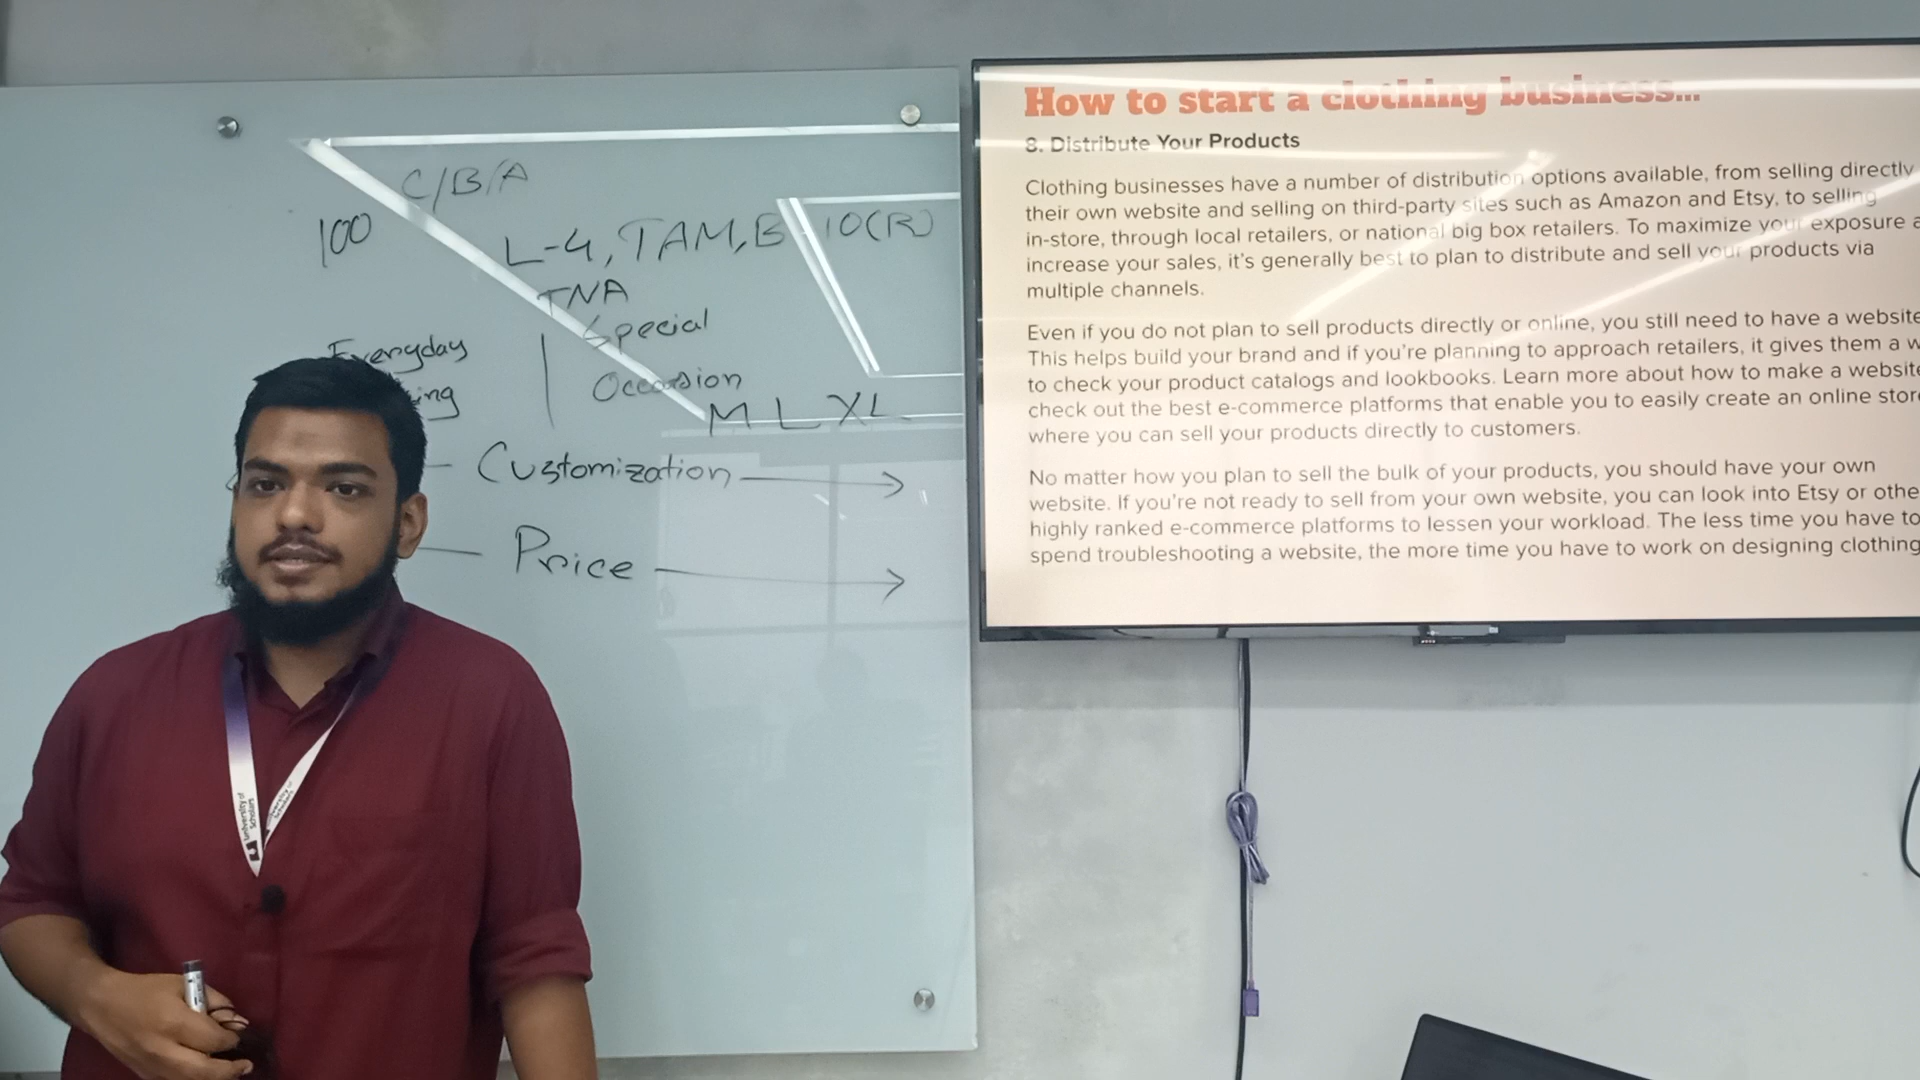 C/B/A
100
L-4, TAM, B 10(R)
TNA
Everyday
Special
Occasion
M L XL
Customization
Price
How to start a clothing business...
8. Distribute Your Products
Clothing businesses have a number of distribution options available, from selling directly
their own website and selling on third-party sites such as Amazon and Etsy, to selling
in-store, through local retailers, or national big box retailers. To maximize your exposure
increase your sales, it's generally best to plan to distribute and sell your products via
multiple channels.
Even if you do not plan to sell products directly or online, you still need to have a website
This helps build your brand and if you're planning to approach retailers, it gives them a
to check your product catalogs and lookbooks. Learn more about how to make a website
check out the best e-commerce platforms that enable you to easily create an online store
where you can sell your products directly to customers.
No matter how you plan to sell the bulk of your products, you should have your own
website. If you're not ready to sell from your own website, you can look into Etsy or othe
highly ranked e-commerce platforms to lessen your workload. The less time you have to
spend troubleshooting a website, the more time you have to work on designing clothing
University of
Scholars